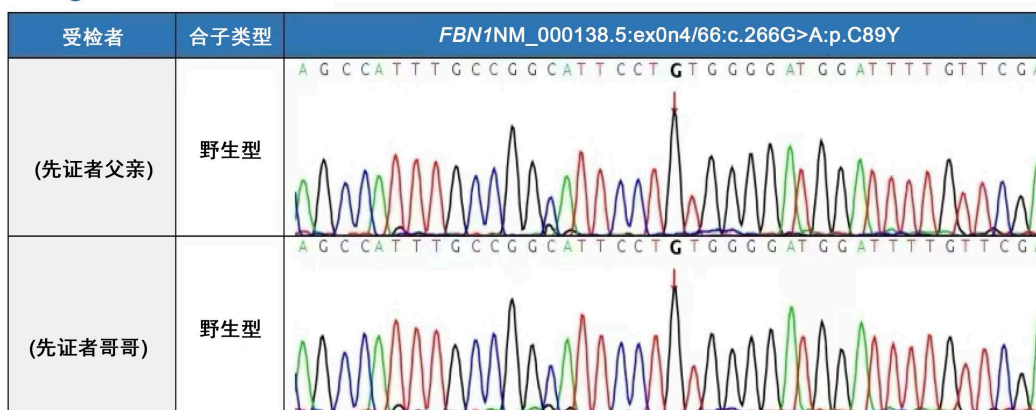 受检者 合子类型 FBN1NM_000138.5:ex0n4/66:c.266G>A:p.C89Y
A G C C A T T T G C C G G C A T T C C T G T G G G G A T G G A T T T T G T T C G A
(先证者父亲) 野生型
A G C C A T T T G C C G G C A T T C C T G T G G G G A T G G A T T T T G T T C G A
(先证者哥哥) 野生型